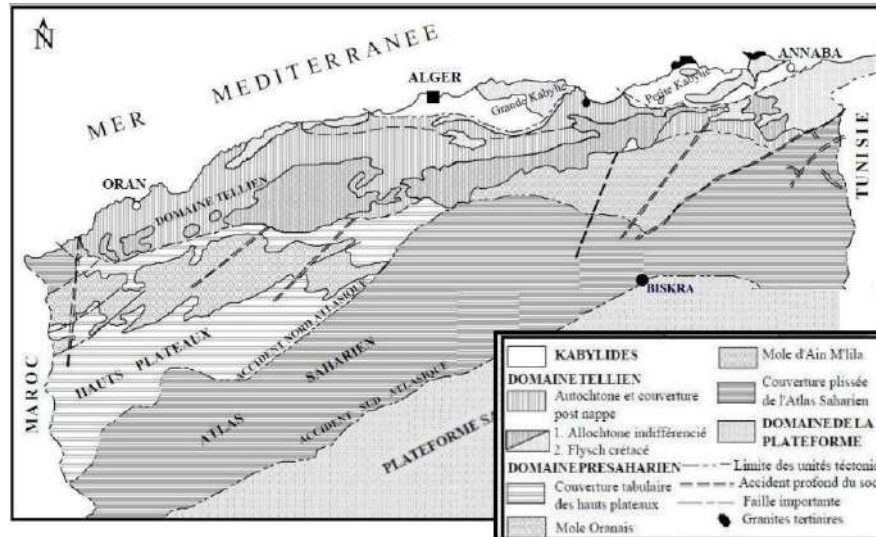 N
MER MEDITERRANEE
ALGER
ANNABA
Grande Kabylie
Petite Kabylie
ORAN
DOMAINE TELLIEN
TUNISIE
BISKRA
MAROC
HAUTS PLATEAUX
ACCIDENT NORD ATLASIQUE
ATLAS SAHARIEN
ACCIDENT SUD ATLASIQUE
PLATEFORME
KABYLIDES
DOMAINE TELLIEN
Autochtone et couverture
post nappe
1. Allochtone indifférencié
2. Flysch crétacé
DOMAINE PRESAHARIEN
Couverture tabulaire
des hauts plateaux
Mole Oranais
Mole d'Ain M'lila
Couverture plissée
de l'Atlas Saharien
DOMAINE DE LA
PLATEFORME
Limite des unités téctoni
Accident profond du soc
Faille importante
Granites tertiaires